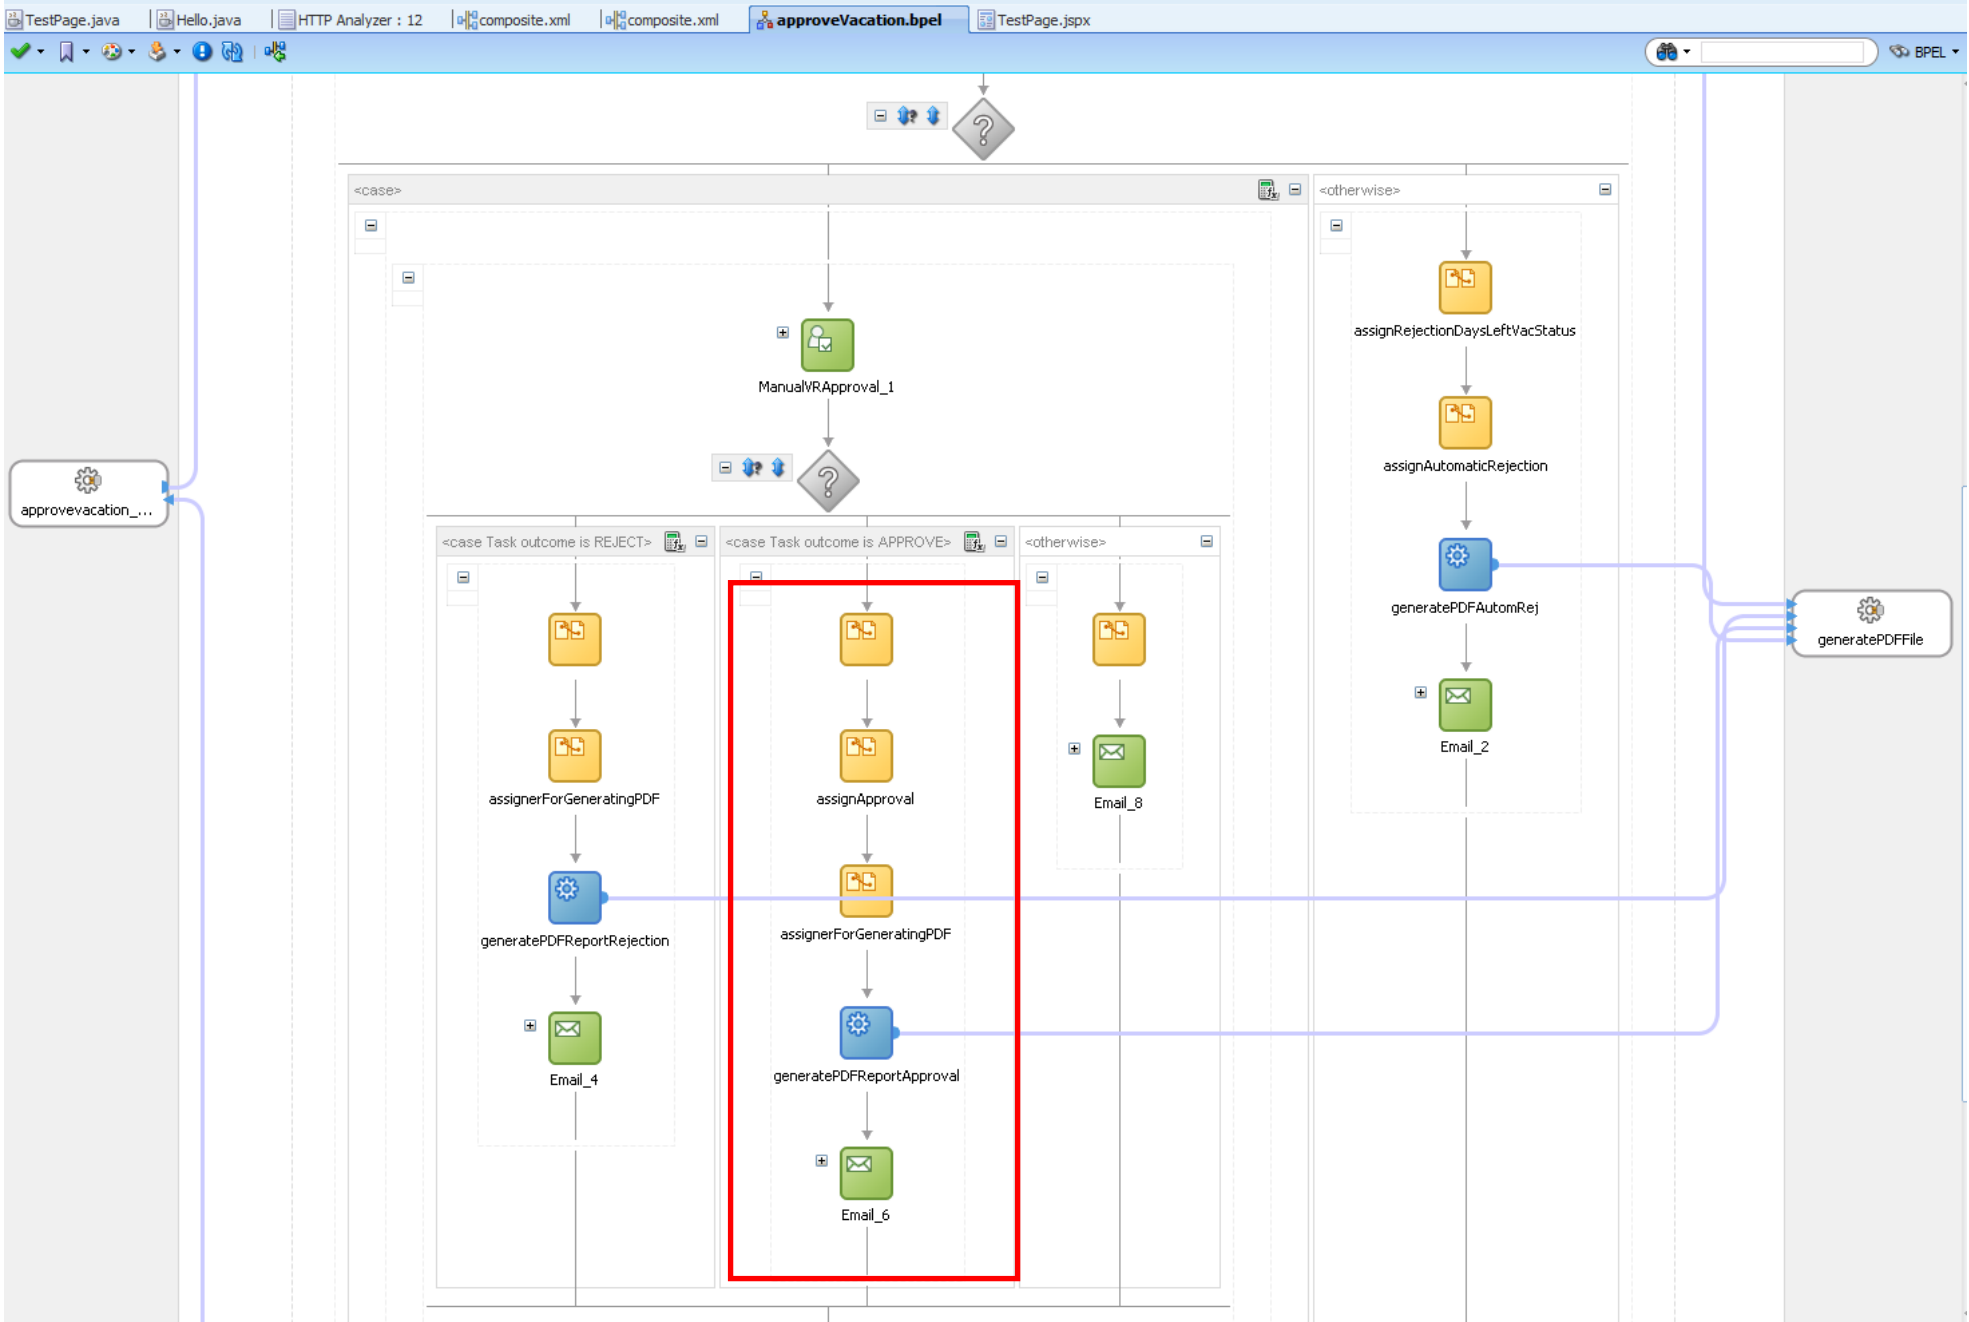 TestPage.java
Hello.java
HTTP Analyzer : 12
composite.xml
composite.xml
approveVacation.bpel
TestPage.jspx
BPEL
<case>
<otherwise>
assignRejectionDaysLeftVacStatus
ManualVRApproval_1
assignAutomaticRejection
approvevacation_...
<case Task outcome is REJECT>
<case Task outcome is APPROVE>
<otherwise>
generatePDFAutomRej
generatePDFFile
Email_2
assignerForGeneratingPDF
assignApproval
Email_8
generatePDFReportRejection
assignerForGeneratingPDF
Email_4
generatePDFReportApproval
Email_6